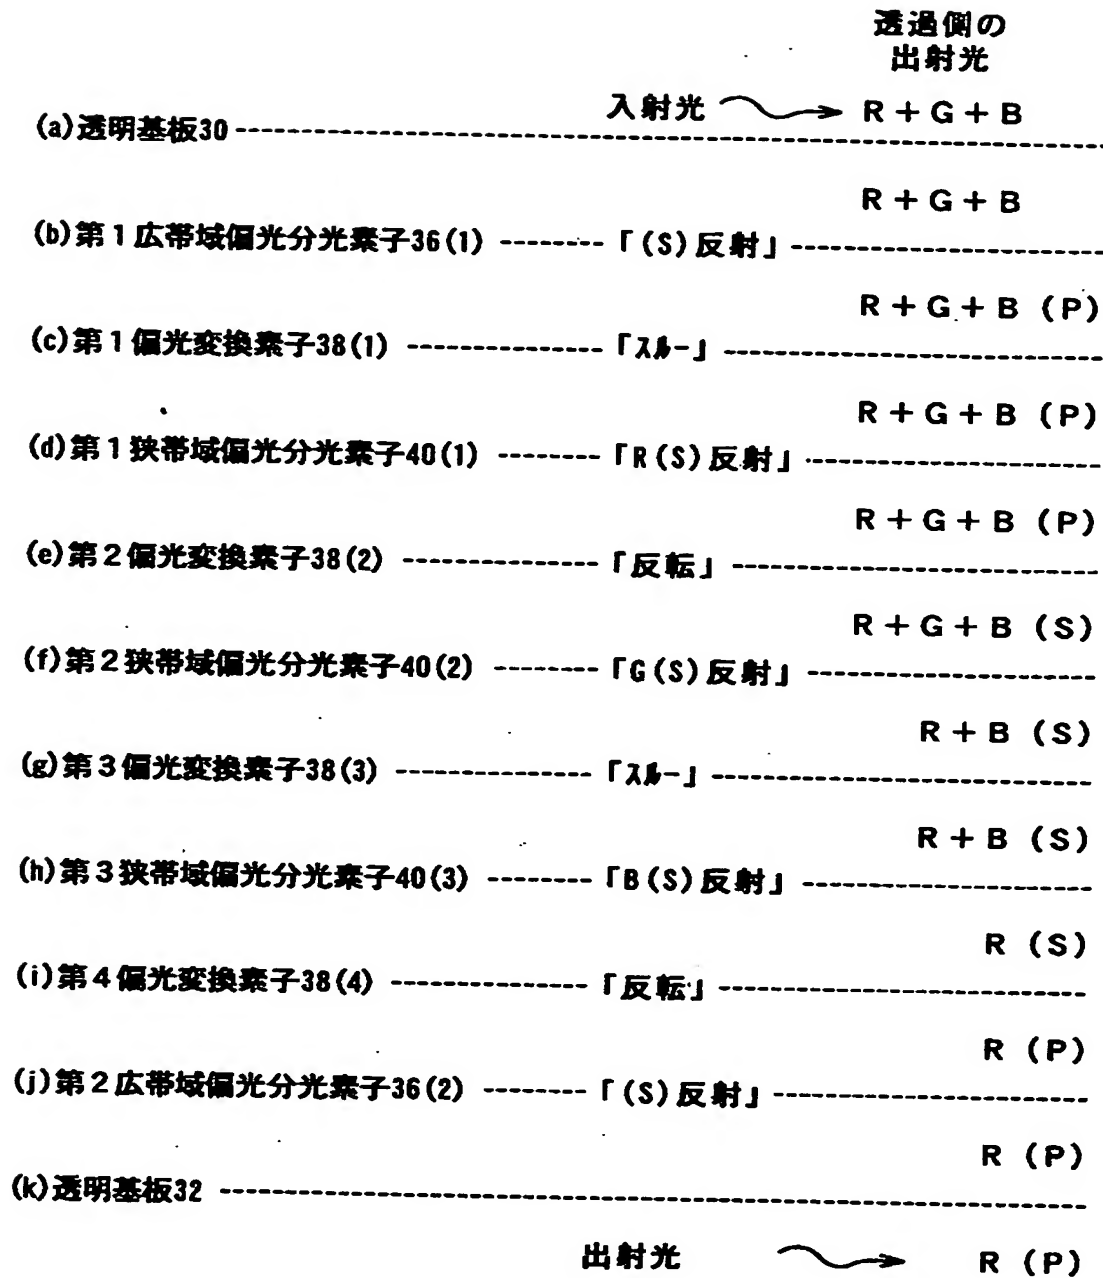 透過側の
出射光
入射光 R+G+B
(a)透明基板30
R+G+B
(b)第1広帯域偏光分光素子36(1) 「(S)反射」
R+G+B (P)
(c)第1偏光変換素子38(1) 「スルー」
R+G+B (P)
(d)第1狭帯域偏光分光素子40(1) 「R(S)反射」
R+G+B (P)
(e)第2偏光変換素子38(2) 「反転」
R+G+B (S)
(f)第2狭帯域偏光分光素子40(2) 「G(S)反射」
R+B (S)
(g)第3偏光変換素子38(3) 「スルー」
R+B (S)
(h)第3狭帯域偏光分光素子40(3) 「B(S)反射」
R (S)
(i)第4偏光変換素子38(4) 「反転」
R (P)
(j)第2広帯域偏光分光素子36(2) 「(S)反射」
R (P)
(k)透明基板32
出射光 R (P)